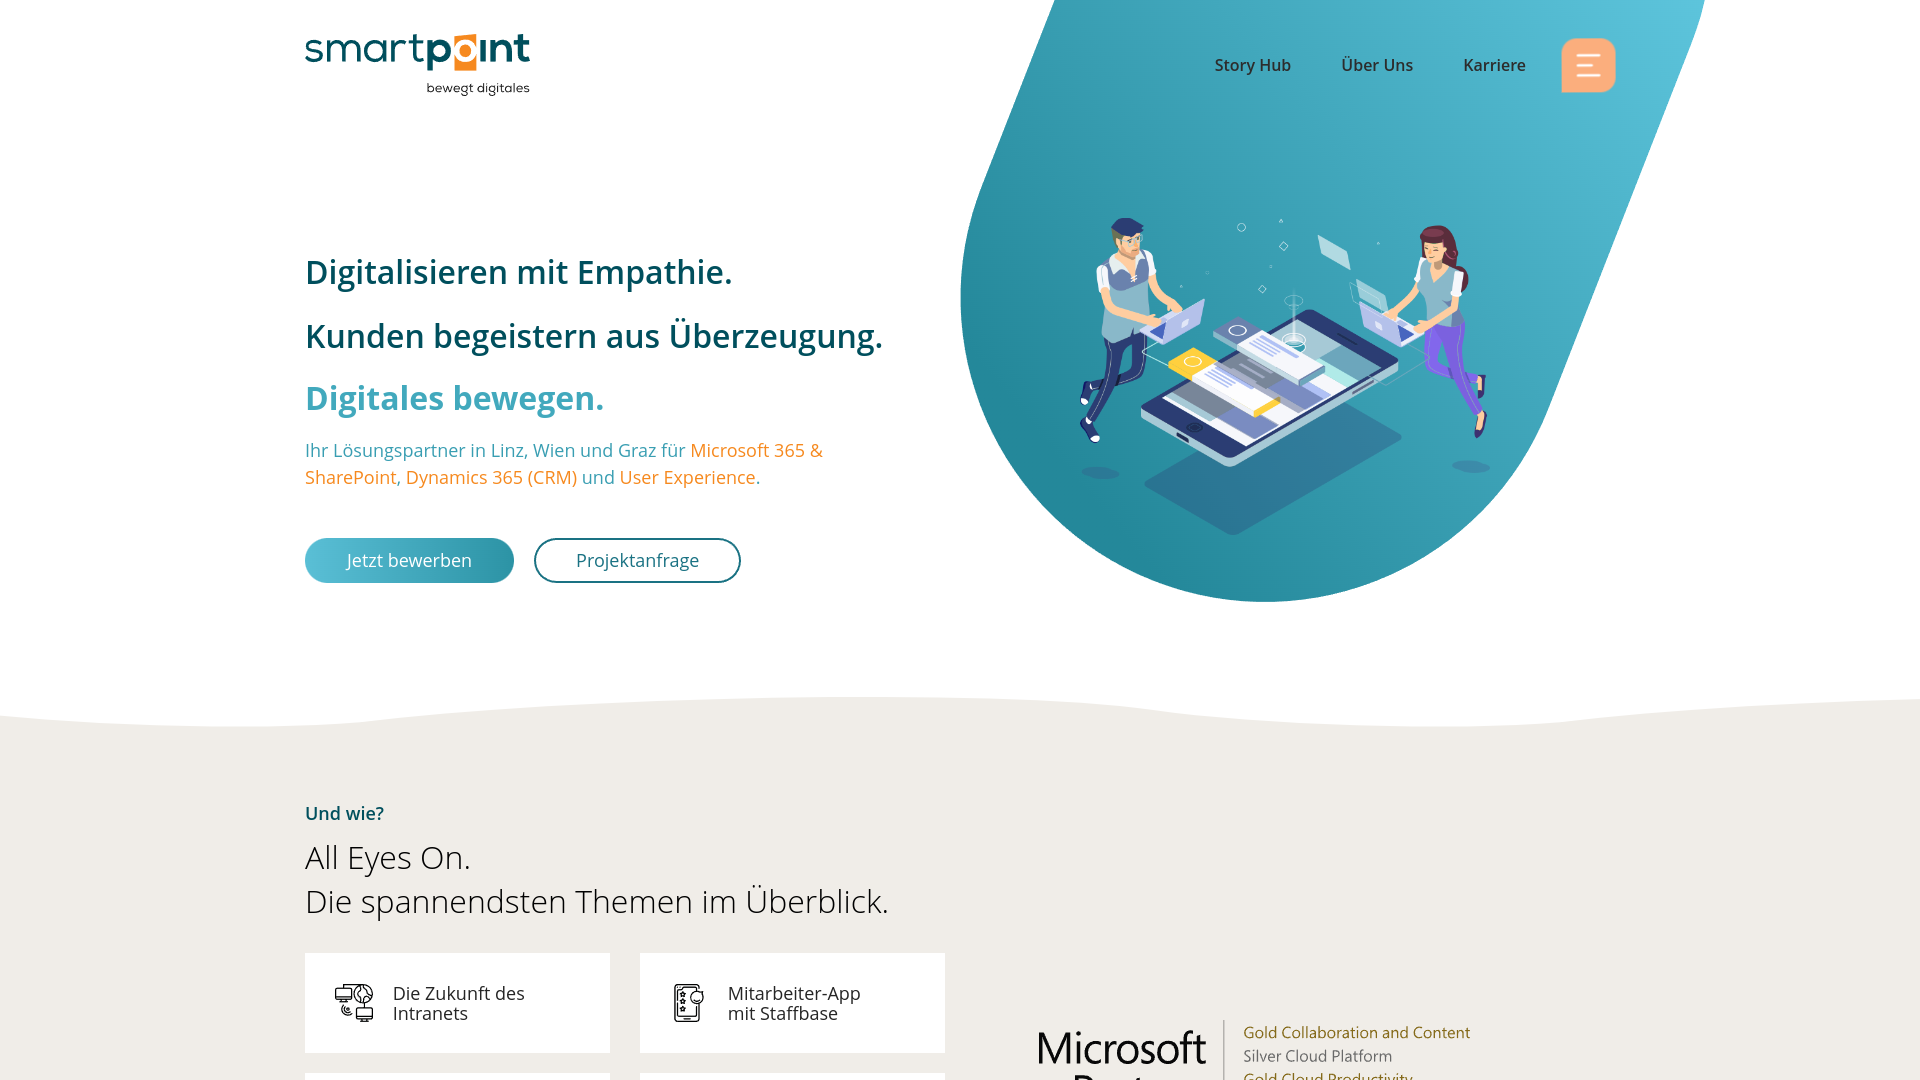 smartpoint
bewegt digitales
Story Hub
Über Uns
Karriere
Digitalisieren mit Empathie.
Kunden begeistern aus Überzeugung.
Digitales bewegen.
Ihr Lösungspartner in Linz, Wien und Graz für Microsoft 365 &
SharePoint, Dynamics 365 (CRM) und User Experience.
Jetzt bewerben
Projektanfrage
Und wie?
All Eyes On.
Die spannendsten Themen im Überblick.
Die Zukunft des
Intranets
Mitarbeiter-App
mit Staffbase
Microsoft
Gold Collaboration and Content
Silver Cloud Platform
Gold Cloud Productivity